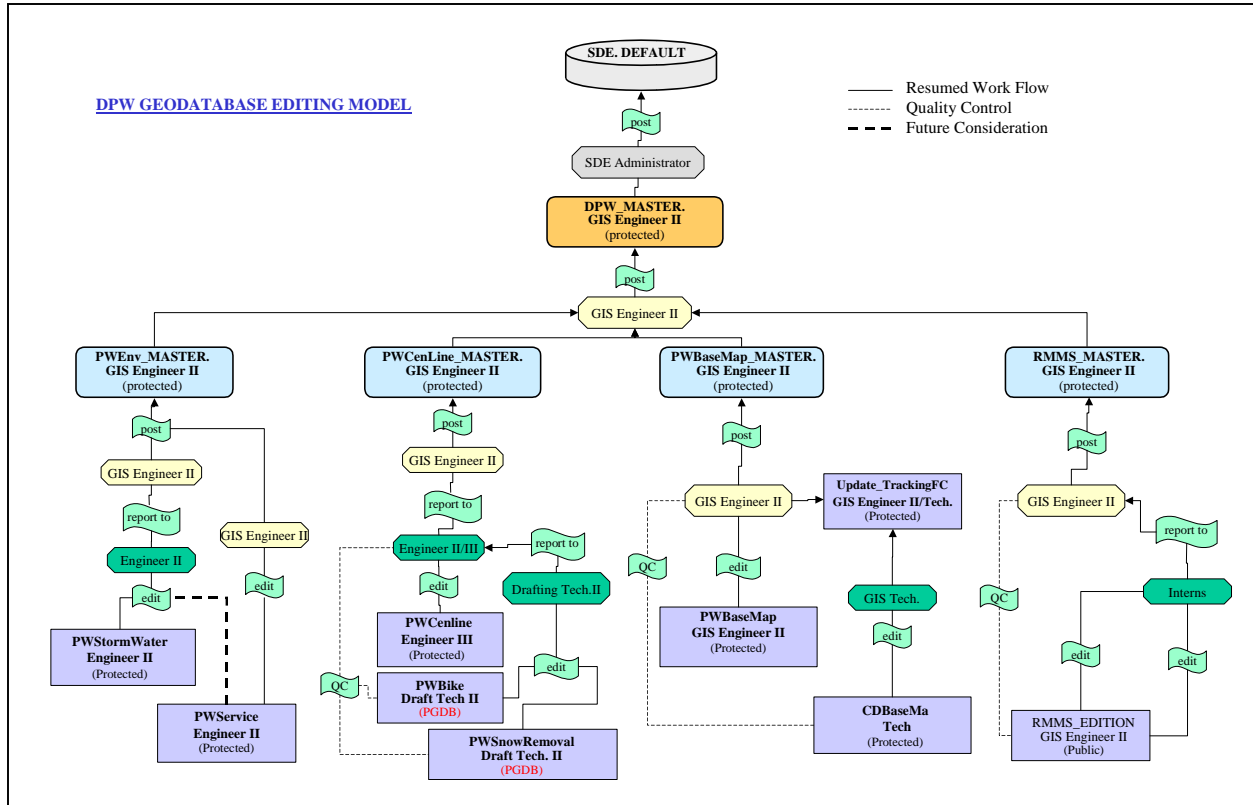 SDE. DEFAULT
DPW GEODATABASE EDITING MODEL
Resumed Work Flow
Quality Control
Future Consideration
post
SDE Administrator
DPW_MASTER.
GIS Engineer II
(protected)
post
GIS Engineer II
PWEnv_MASTER.
GIS Engineer II
(protected)
PWCenLine_MASTER.
GIS Engineer II
(protected)
PWBaseMap_MASTER.
GIS Engineer II
(protected)
RMMS_MASTER.
GIS Engineer II
(protected)
post
GIS Engineer II
report to
Engineer II
edit
PWStormWater
Engineer II
(Protected)
GIS Engineer II
edit
PWService
Engineer II
(Protected)
post
GIS Engineer II
report to
Engineer II/III
edit
PWCenline
Engineer III
(Protected)
report to
Drafting Tech.II
edit
QC
PWBike
Draft Tech II
(PGDB)
PWSnowRemoval
Draft Tech. II
(PGDB)
post
GIS Engineer II
QC
edit
PWBaseMap
GIS Engineer II
(Protected)
Update_TrackingFC
GIS Engineer II/Tech.
(Protected)
GIS Tech.
edit
CDBaseMa
Tech
(Protected)
post
GIS Engineer II
report to
QC
Interns
edit
edit
RMMS_EDITION
GIS Engineer II
(Public)